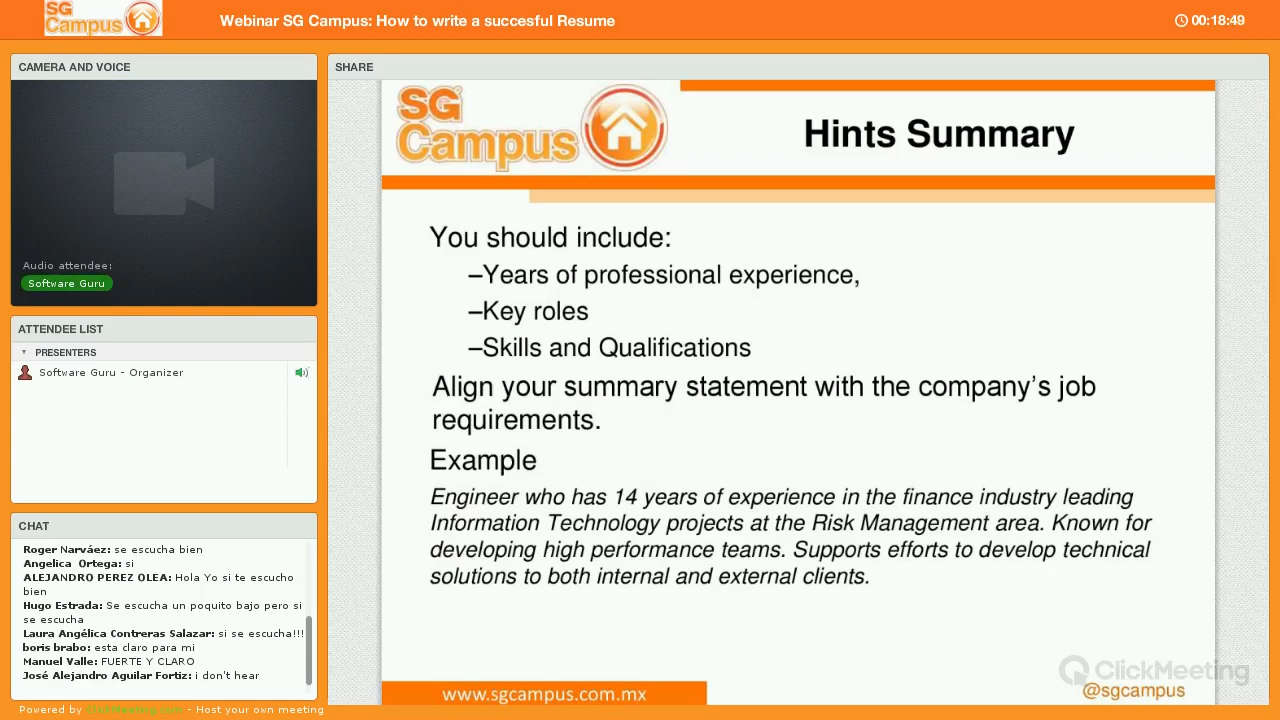 SG Campus
Webinar SG Campus: How to write a succesful Resume
00:18:49
CAMERA AND VOICE
Audio attendee:
Software Guru
ATTENDEE LIST
PRESENTERS
Software Guru - Organizer
CHAT
Roger Narváez: se escucha bien
Angelica Ortega: si
ALEJANDRO PEREZ OLEA: Hola Yo si te escucho
bien
Hugo Estrada: Se escucha un poquito bajo pero si
se escucha
Laura Angélica Contreras Salazar: si se escucha!!!
boris brabo: esta claro para mi
Manuel Valle: FUERTE Y CLARO
José Alejandro Aguilar Fortiz: i don't hear
Powered by ClickMeeting.com - Host your own meeting
SHARE
SG
Campus
Hints Summary
You should include:
–Years of professional experience,
–Key roles
–Skills and Qualifications
Align your summary statement with the company's job
requirements.
Example
Engineer who has 14 years of experience in the finance industry leading
Information Technology projects at the Risk Management area. Known for
developing high performance teams. Supports efforts to develop technical
solutions to both internal and external clients.
ClickMeeting
www.sgcampus.com.mx
@sgcampus